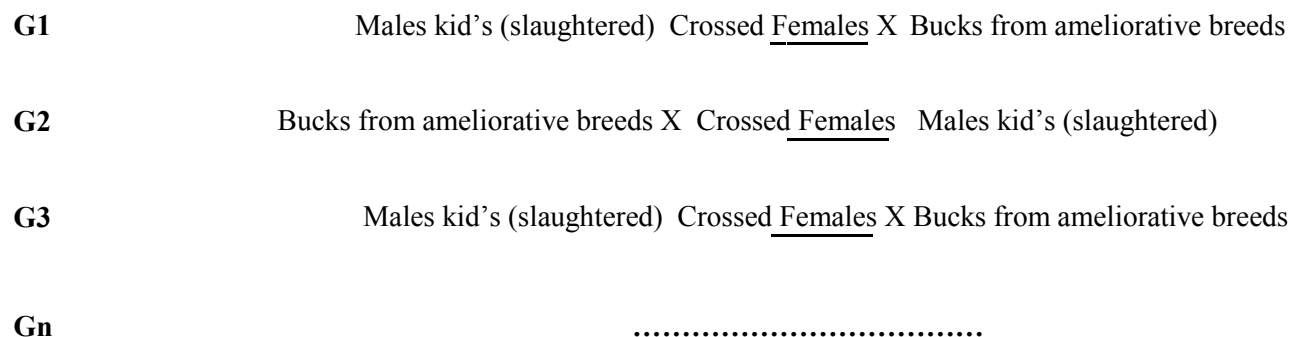 G1 Males kid’s (slaughtered) Crossed Females X Bucks from ameliorative breeds
G2 Bucks from ameliorative breeds X Crossed Females Males kid’s (slaughtered)
G3 Males kid’s (slaughtered) Crossed Females X Bucks from ameliorative breeds
Gn ………………………………